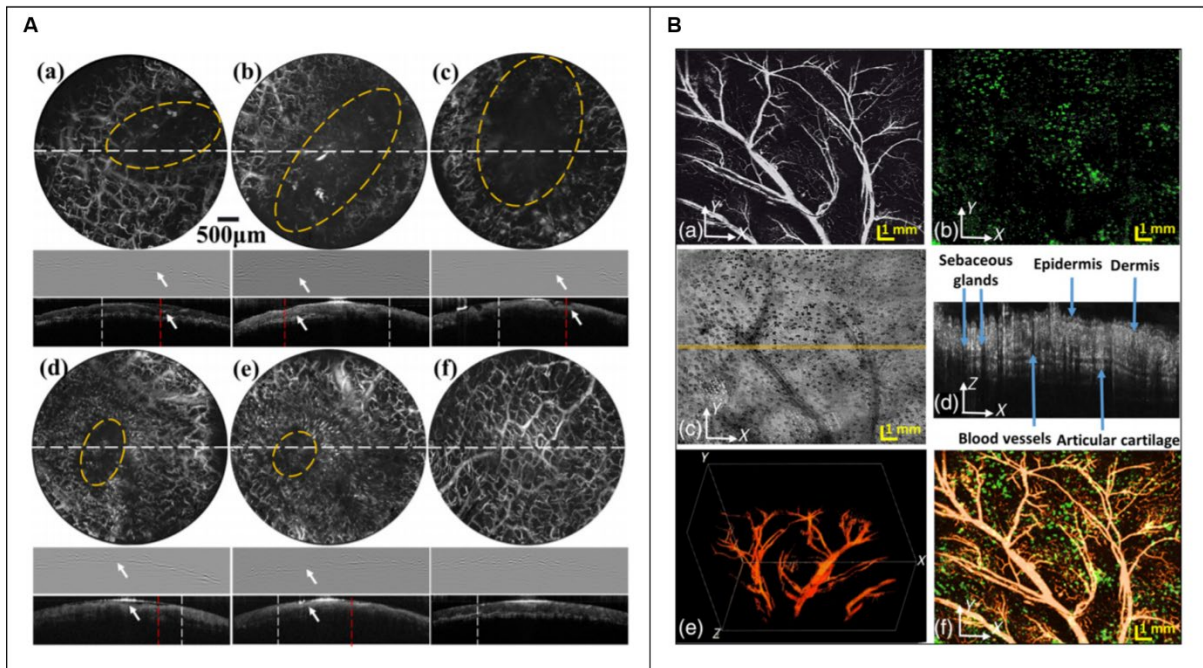 A
(a)
(b)
(c)
500μm
(d)
(e)
(f)
B
(a)
Y
X
1 mm
(b)
Y
X
1 mm
(c)
Y
X
1 mm
Sebaceous
glands
Epidermis
Dermis
(d)
Z
X
Blood vessels
Articular cartilage
(e)
Y
X
Z
(f)
Y
X
1 mm